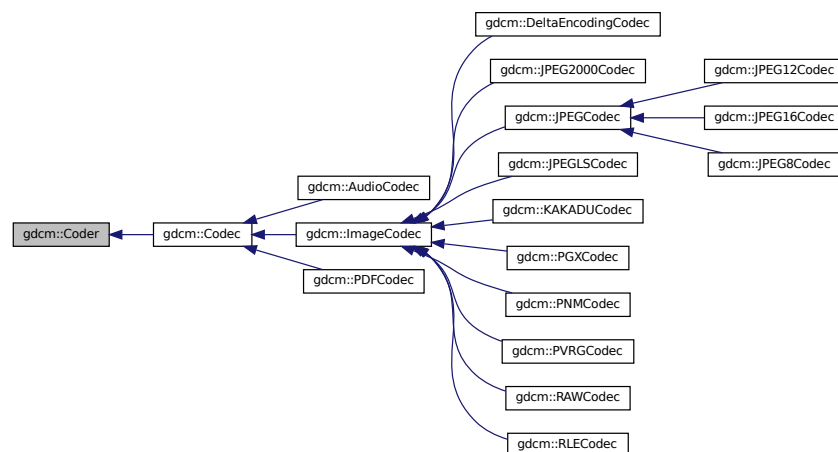 gdcm::DeltaEncodingCodec
gdcm::JPEG2000Codec
gdcm::JPEG12Codec
gdcm::JPEGCodec
gdcm::JPEG16Codec
gdcm::JPEGLSCodec
gdcm::JPEG8Codec
gdcm::AudioCodec
gdcm::KAKADUCodec
gdcm::Coder
gdcm::Codec
gdcm::ImageCodec
gdcm::PGXCodec
gdcm::PDFCodec
gdcm::PNMCodec
gdcm::PVRGCodec
gdcm::RAWCodec
gdcm::RLECodec